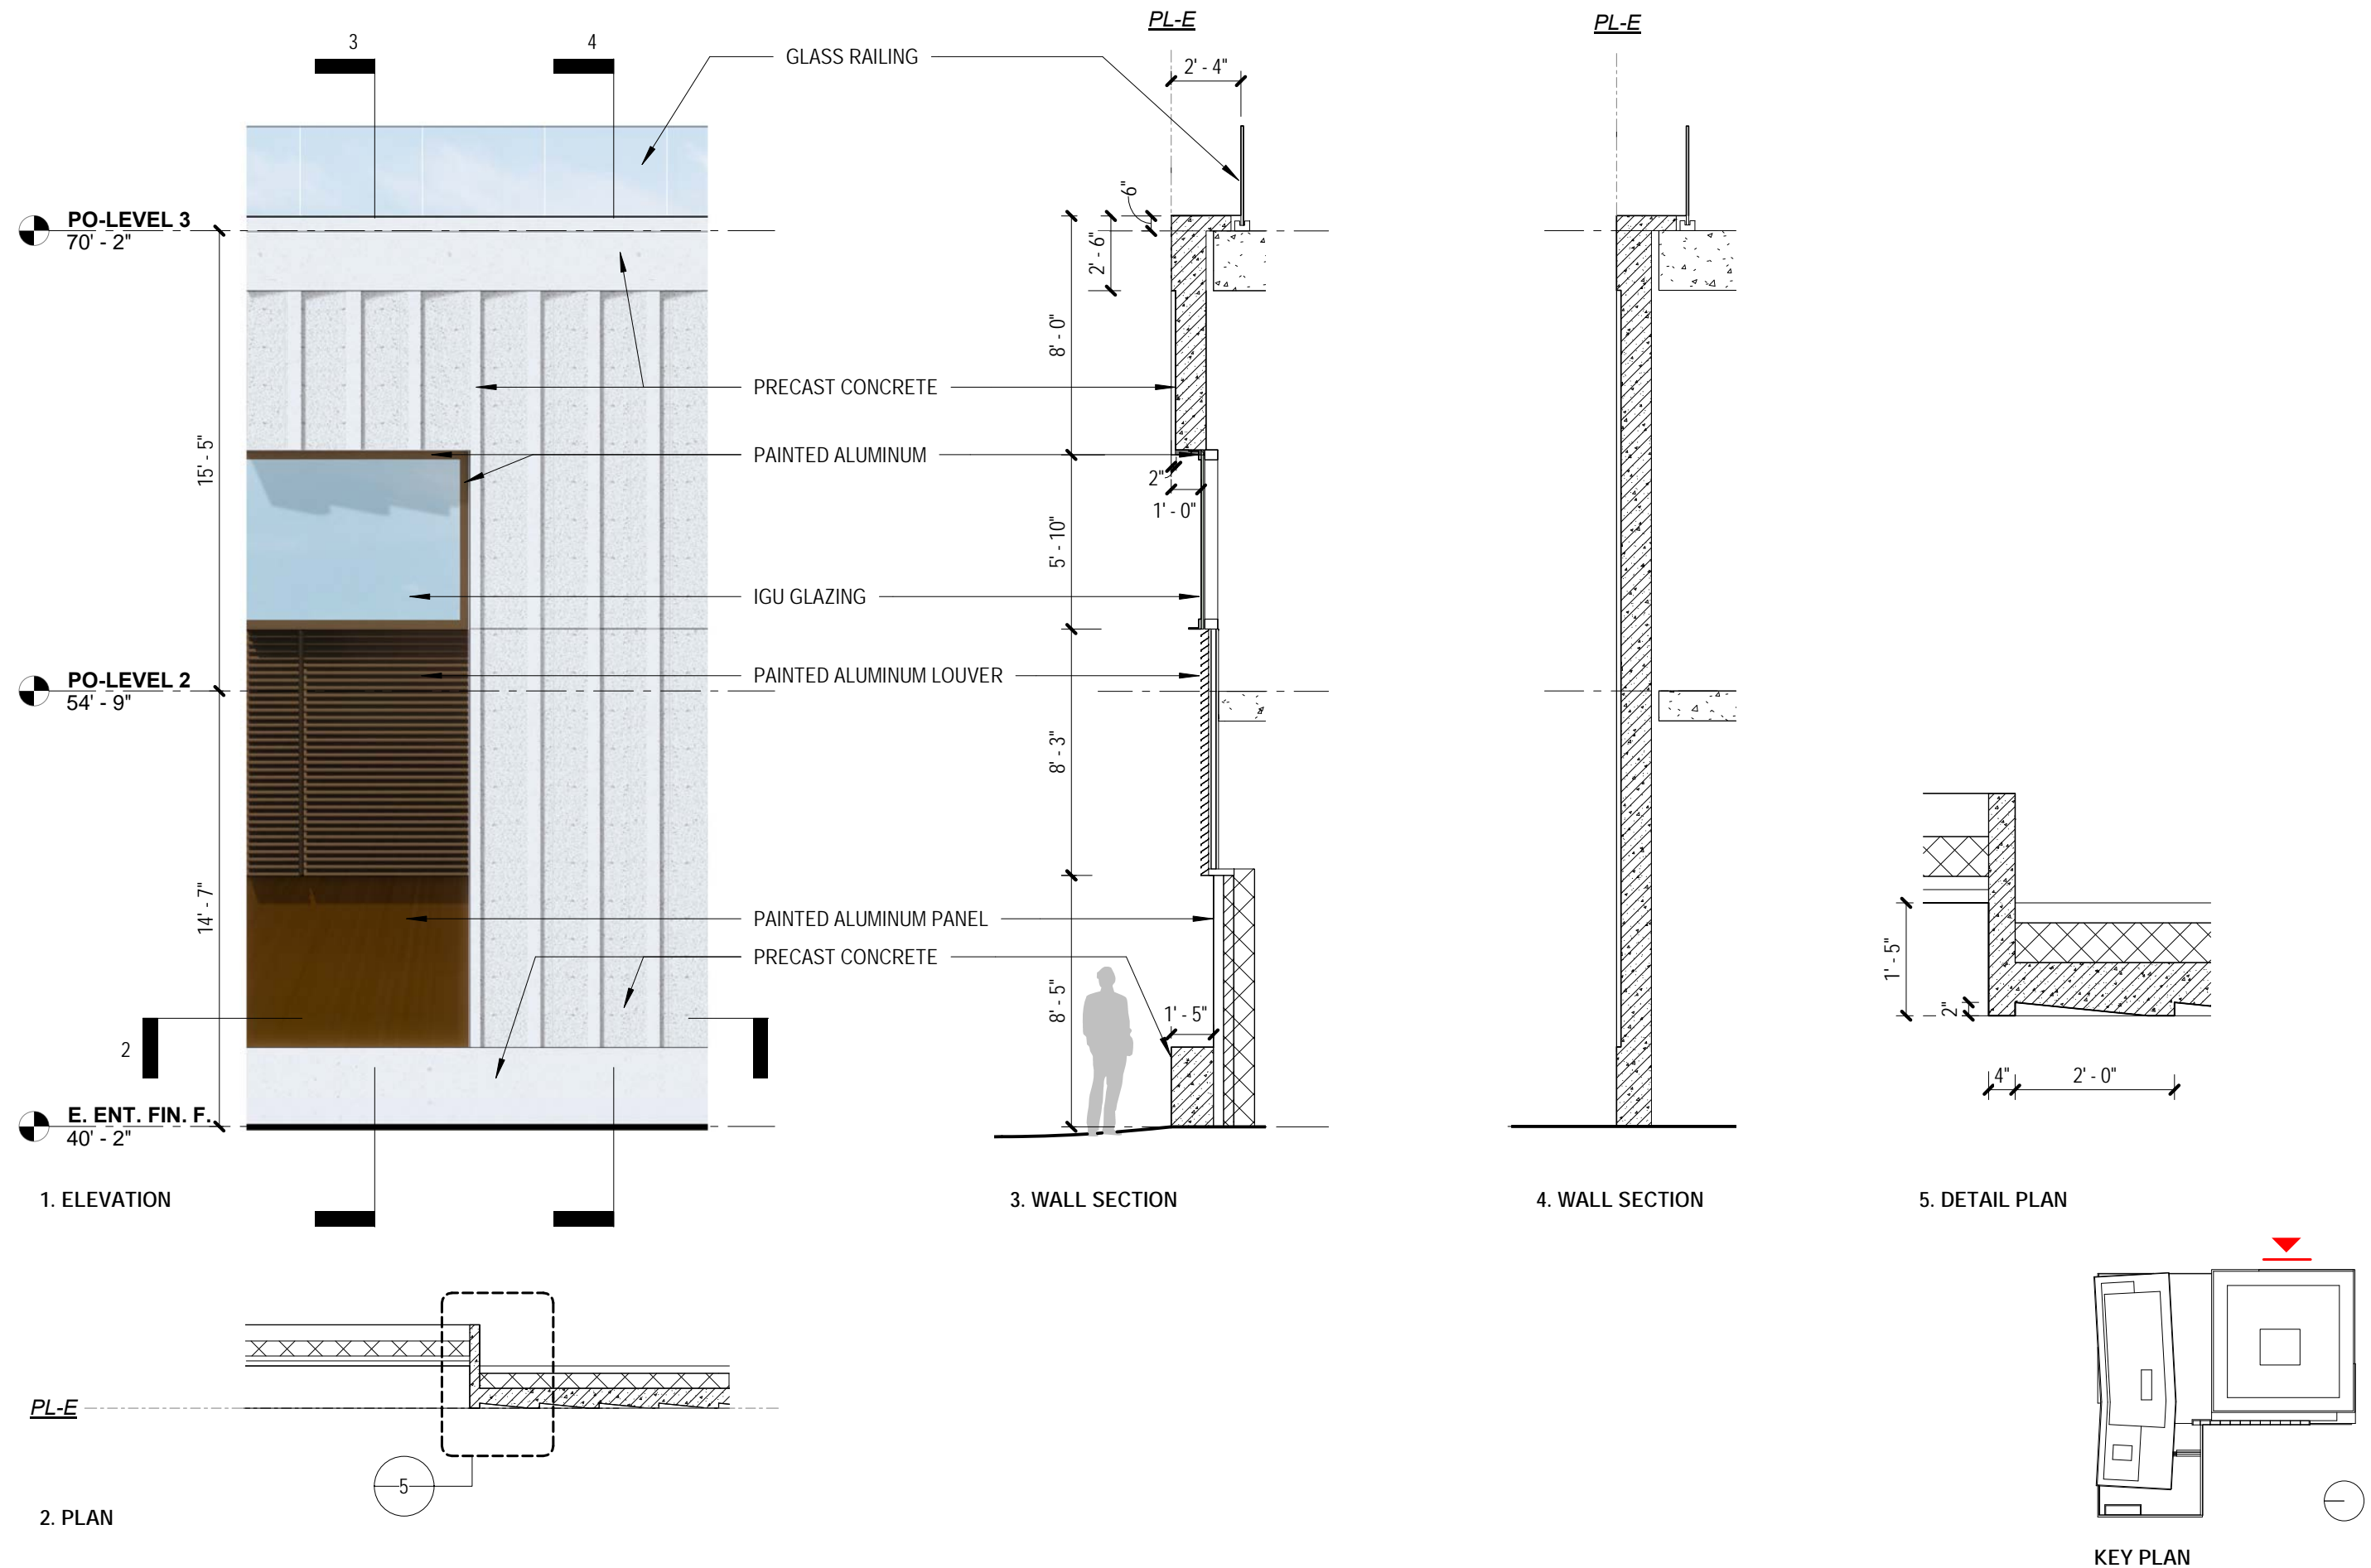 3
4
GLASS RAILING
PL-E
PL-E
2' - 4"
6"
PO-LEVEL 3
70' - 2"
2' - 6"
8' - 0"
PRECAST CONCRETE
15' - 5"
PAINTED ALUMINUM
2"
1' - 0"
5' - 10"
IGU GLAZING
PAINTED ALUMINUM LOUVER
PO-LEVEL 2
54' - 9"
8' - 3"
14' - 7"
PAINTED ALUMINUM PANEL
PRECAST CONCRETE
8' - 5"
1' - 5"
1' - 5"
2"
2
4"
2' - 0"
E. ENT. FIN. F.
40' - 2"
1. ELEVATION
3. WALL SECTION
4. WALL SECTION
5. DETAIL PLAN
PL-E
5
2. PLAN
KEY PLAN